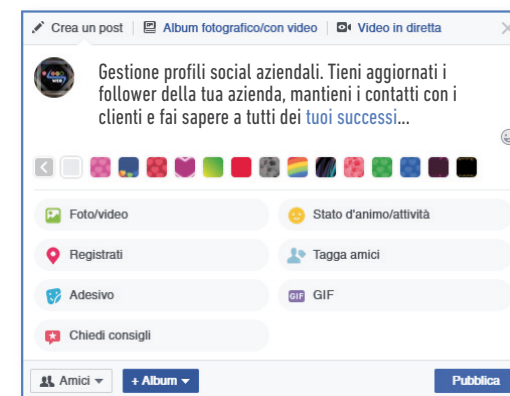 Crea un post Album fotografico/con video Video in diretta
Gestione profili social aziendali. Tieni aggiornati i
follower della tua azienda, mantieni i contatti con i
clienti e fai sapere a tutti dei tuoi successi...
Foto/video Stato d'animo/attività
Registrati Tagga amici
Adesivo GIF GIF
Chiedi consigli
Amici + Album Pubblica